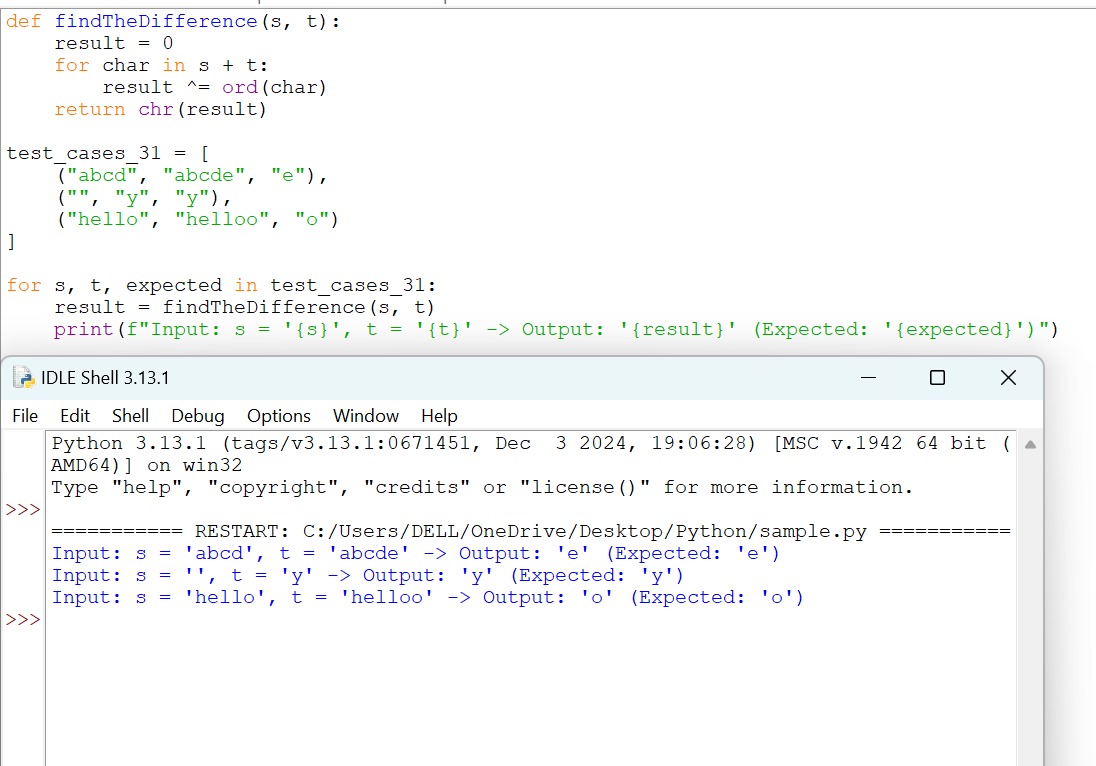 def findTheDifference(s, t):
    result = 0
    for char in s + t:
        result ^= ord(char)
    return chr(result)

test_cases_31 = [
    ("abcd", "abcde", "e"),
    ("", "y", "y"),
    ("hello", "helloo", "o")
]

for s, t, expected in test_cases_31:
    result = findTheDifference(s, t)
    print(f"Input: s = '{s}', t = '{t}' -> Output: '{result}' (Expected: '{expected}')")
IDLE Shell 3.13.1
File Edit Shell Debug Options Window Help
Python 3.13.1 (tags/v3.13.1:0671451, Dec  3 2024, 19:06:28) [MSC v.1942 64 bit (
AMD64)] on win32
Type "help", "copyright", "credits" or "license()" for more information.
>>>
=========== RESTART: C:/Users/DELL/OneDrive/Desktop/Python/sample.py ===========
Input: s = 'abcd', t = 'abcde' -> Output: 'e' (Expected: 'e')
Input: s = '', t = 'y' -> Output: 'y' (Expected: 'y')
Input: s = 'hello', t = 'helloo' -> Output: 'o' (Expected: 'o')
>>>